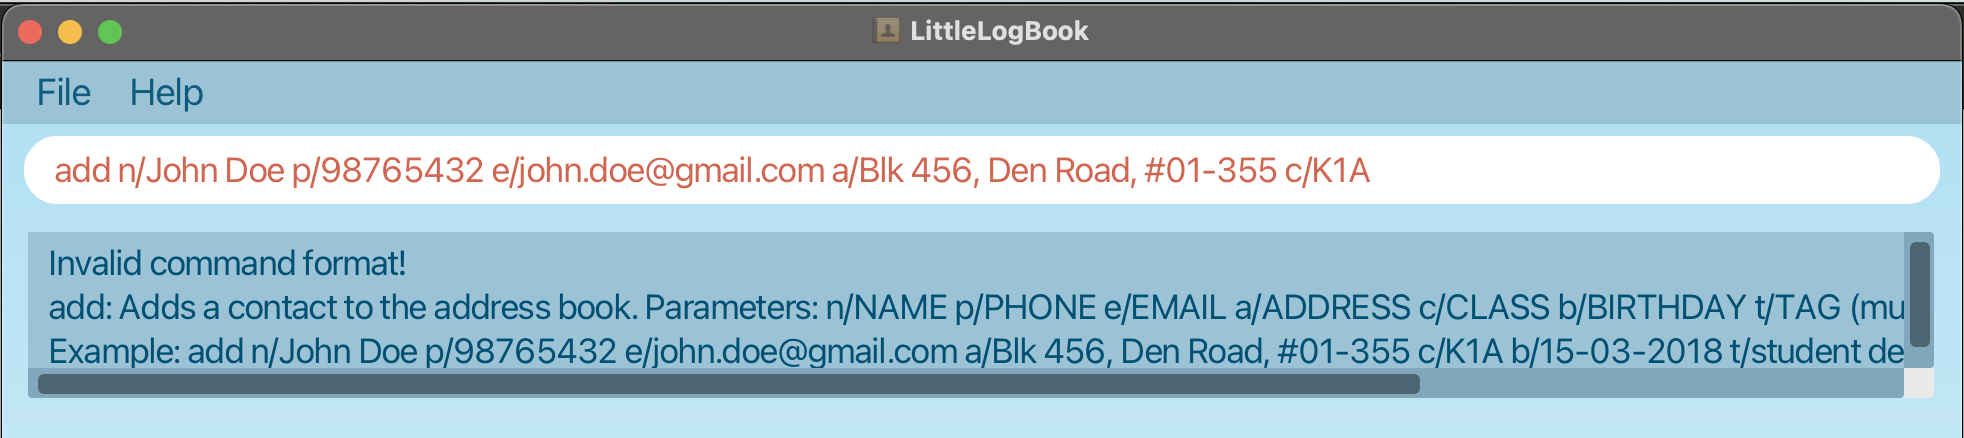 LittleLogBook
File Help
add n/John Doe p/98765432 e/john.doe@gmail.com a/Blk 456, Den Road, #01-355 c/K1A
Invalid command format!
add: Adds a contact to the address book. Parameters: n/NAME p/PHONE e/EMAIL a/ADDRESS c/CLASS b/BIRTHDAY t/TAG (mu
Example: add n/John Doe p/98765432 e/john.doe@gmail.com a/Blk 456, Den Road, #01-355 c/K1A b/15-03-2018 t/student de